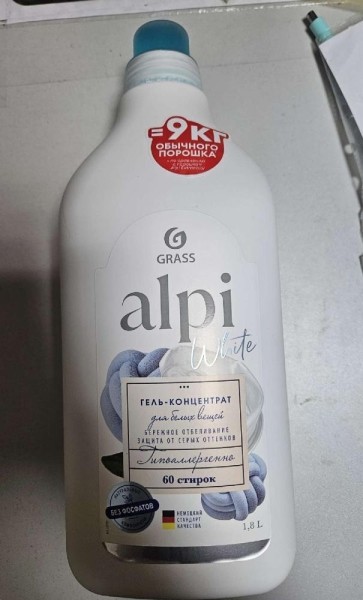 =9КГ
ОБЫЧНОГО
ПОРОШКА
GRASS
alpi
White
ГЕЛЬ-КОНЦЕНТРАТ
для белых вещей
БЕРЕЖНОЕ ОТБЕЛИВАНИЕ
ЗАЩИТА ОТ СЕРЫХ ОТТЕНКОВ
Гипоаллергенно
60 стирок
БЕЗ ФОСФАТОВ
НЕМЕЦКИЙ
СТАНДАРТ
КАЧЕСТВА
1,8 L